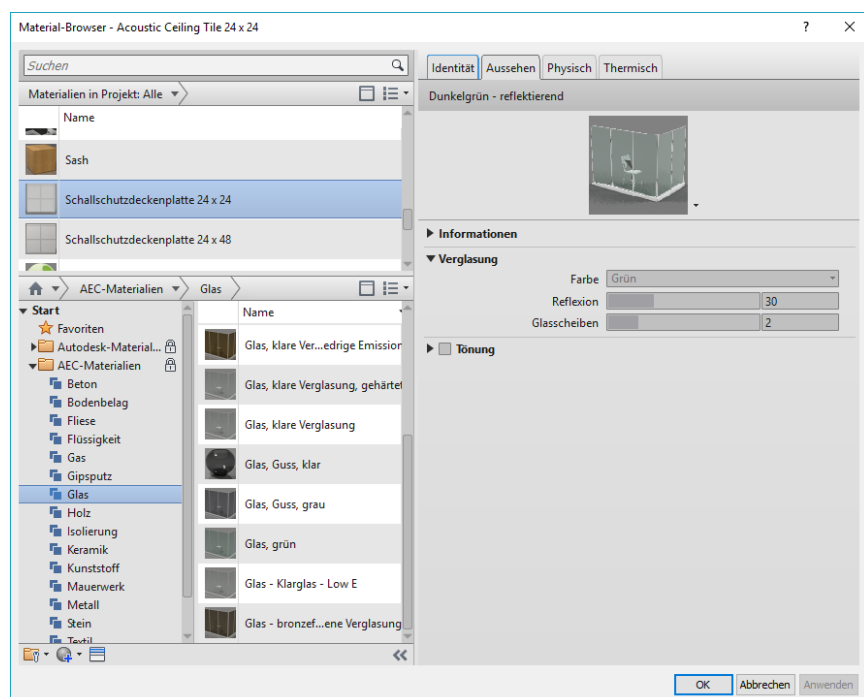 Material-Browser - Acoustic Ceiling Tile 24 x 24
Suchen
Materialien in Projekt: Alle
Name
Sash
Schallschutzdeckenplatte 24 x 24
Schallschutzdeckenplatte 24 x 48
AEC-Materialien
Glas
Start
Favoriten
Autodesk-Material...
AEC-Materialien
Beton
Bodenbelag
Fliese
Flüssigkeit
Gas
Gipsputz
Glas
Holz
Isolierung
Keramik
Kunststoff
Mauerwerk
Metall
Stein
Textil
Name
Glas, klare Ver...edrige Emission
Glas, klare Verglasung, gehärtet
Glas, klare Verglasung
Glas, Guss, klar
Glas, Guss, grau
Glas, grün
Glas - Klarglas - Low E
Glas - bronzef...ene Verglasung
Identität Aussehen Physisch Thermisch
Dunkelgrün - reflektierend
Informationen
Verglasung
Farbe Grün
Reflexion 30
Glasscheiben 2
Tönung
OK Abbrechen Anwenden